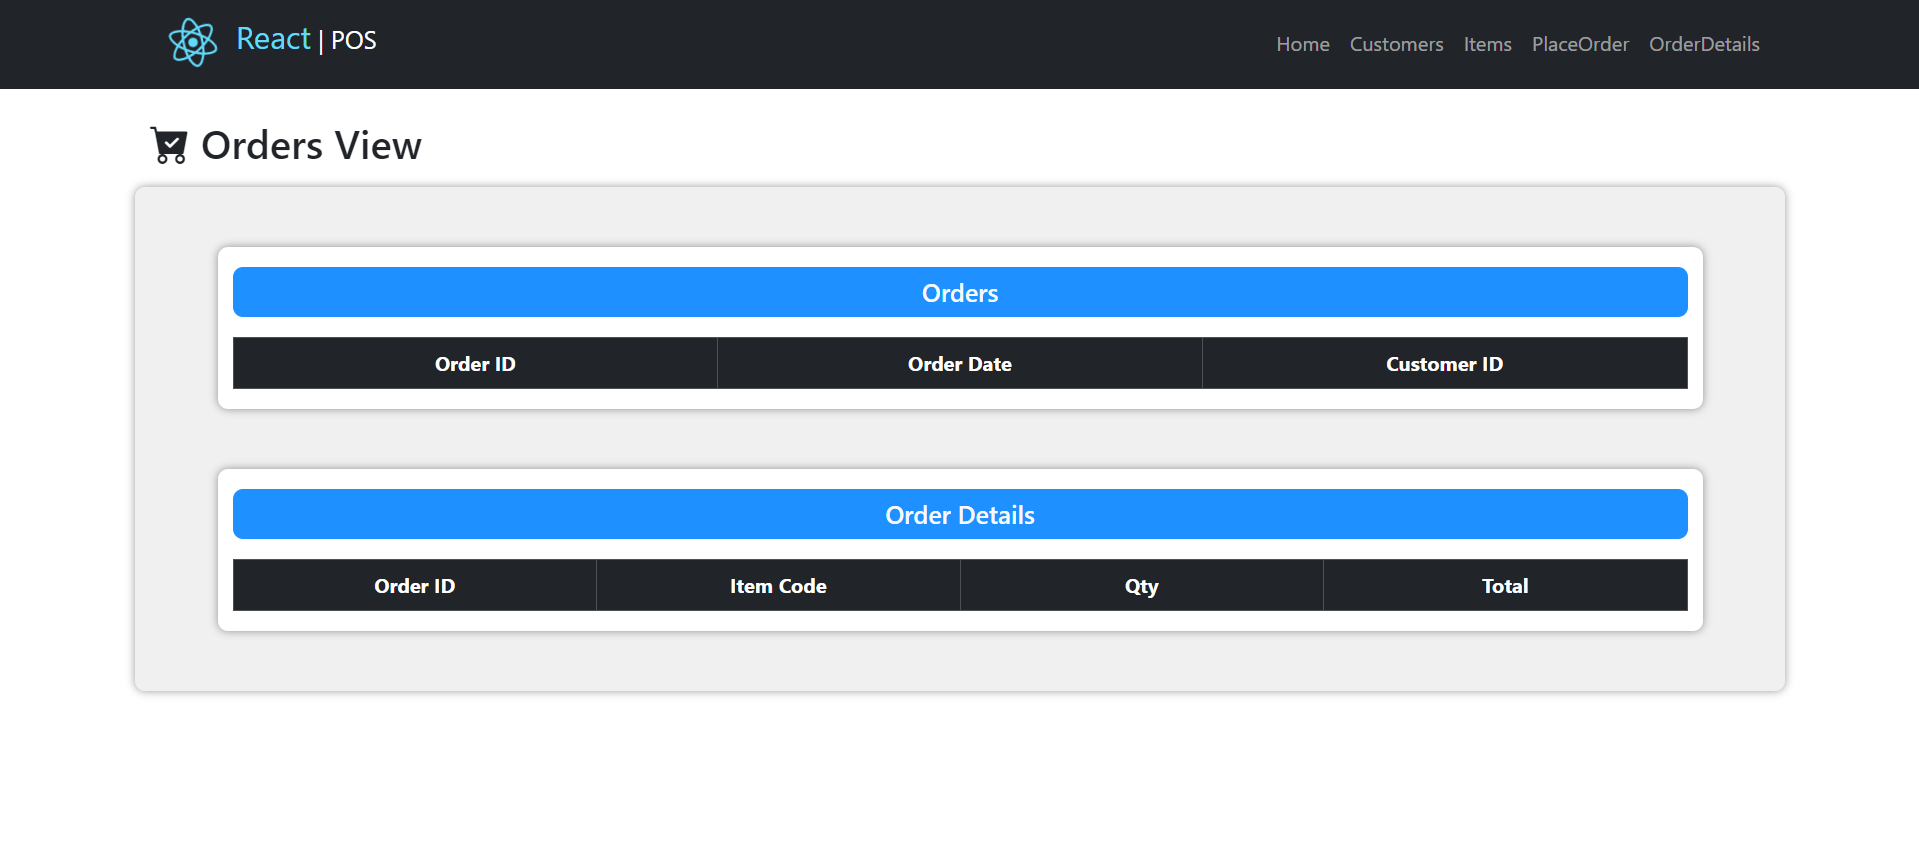 React | POS
Home Customers Items PlaceOrder OrderDetails
Orders View
Orders
Order ID Order Date Customer ID
Order Details
Order ID Item Code Qty Total